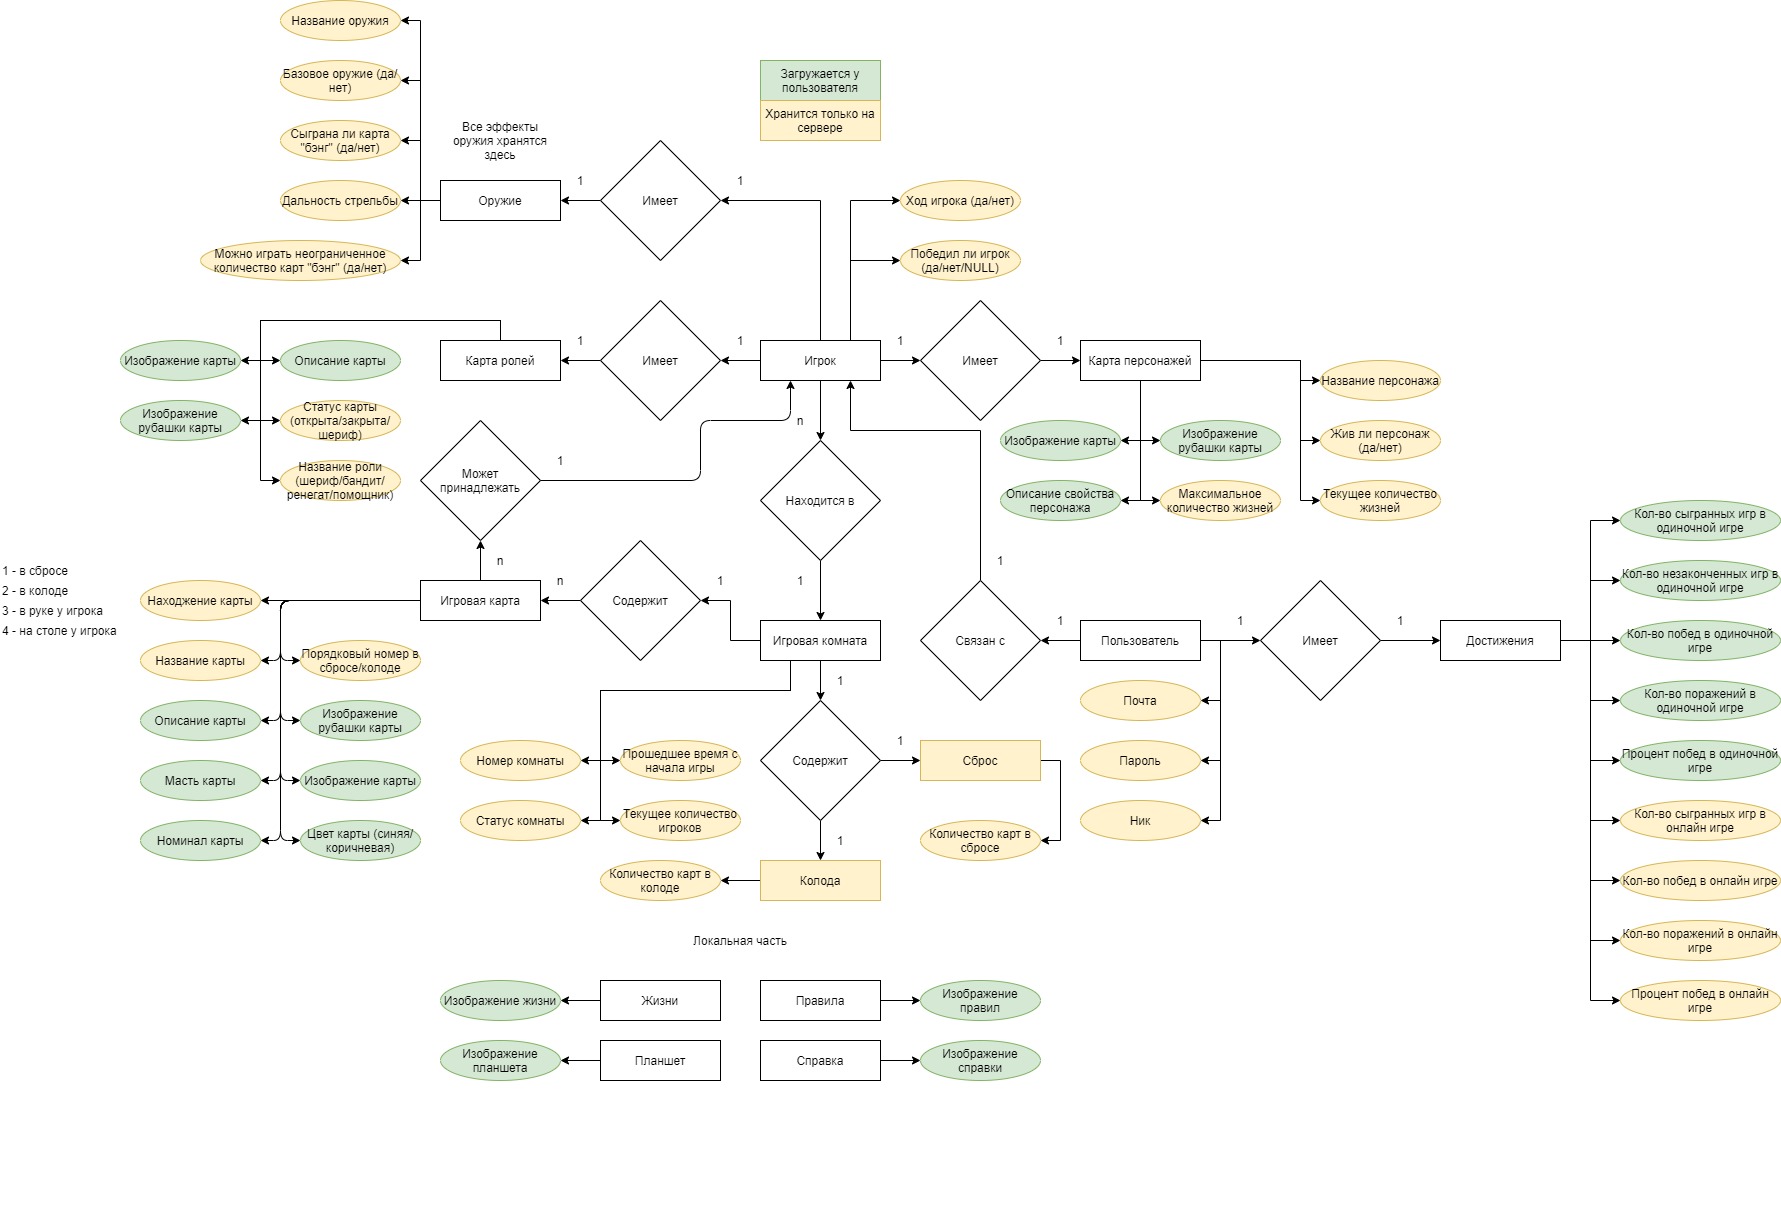 Название оружия
Базовое оружие (да/
нет)
Сыграна ли карта
"бэнг" (да/нет)
Дальность стрельбы
Можно играть неограниченное
количество карт "бэнг" (да/нет)
Все эффекты
оружия хранятся
здесь
Оружие
1
Имеет
1
Загружается у
пользователя
Хранится только на
сервере
Ход игрока (да/нет)
Победил ли игрок
(да/нет/NULL)
Изображение карты
Описание карты
Изображение
рубашки карты
Статус карты
(открыта/закрыта/
шериф)
Название роли
(шериф/бандит/
ренегат/помощник)
Карта ролей
1
Имеет
1
Игрок
1
Имеет
1
Карта персонажей
Название персонажа
Жив ли персонаж
(да/нет)
Текущее количество
жизней
Изображение карты
Изображение
рубашки карты
Описание свойства
персонажа
Максимальное
количество жизней
Может
принадлежать
1
n
n
Находится в
1
1 - в сбросе
2 - в колоде
3 - в руке у игрока
4 - на столе у игрока
Находжение карты
Название карты
Порядковый номер в
сбросе/колоде
Описание карты
Изображение
рубашки карты
Масть карты
Изображение карты
Номинал карты
Цвет карты (синяя/
коричневая)
Игровая карта
n
Содержит
1
Игровая комната
1
Номер комнаты
Прошедшее время с
начала игры
Статус комнаты
Текущее количество
игроков
Содержит
1
Сброс
Количество карт в
сбросе
1
Колода
Количество карт в
колоде
1
Связан с
1
Пользователь
1
Имеет
1
Достижения
Почта
Пароль
Ник
Кол-во сыгранных игр в
одиночной игре
Кол-во незаконченных игр в
одиночной игре
Кол-во побед в одиночной
игре
Кол-во поражений в
одиночной игре
Процент побед в одиночной
игре
Кол-во сыгранных игр в
онлайн игре
Кол-во побед в онлайн игре
Кол-во поражений в онлайн
игре
Процент побед в онлайн
игре
Локальная часть
Изображение жизни
Жизни
Правила
Изображение
правил
Изображение
планшета
Планшет
Справка
Изображение
справки